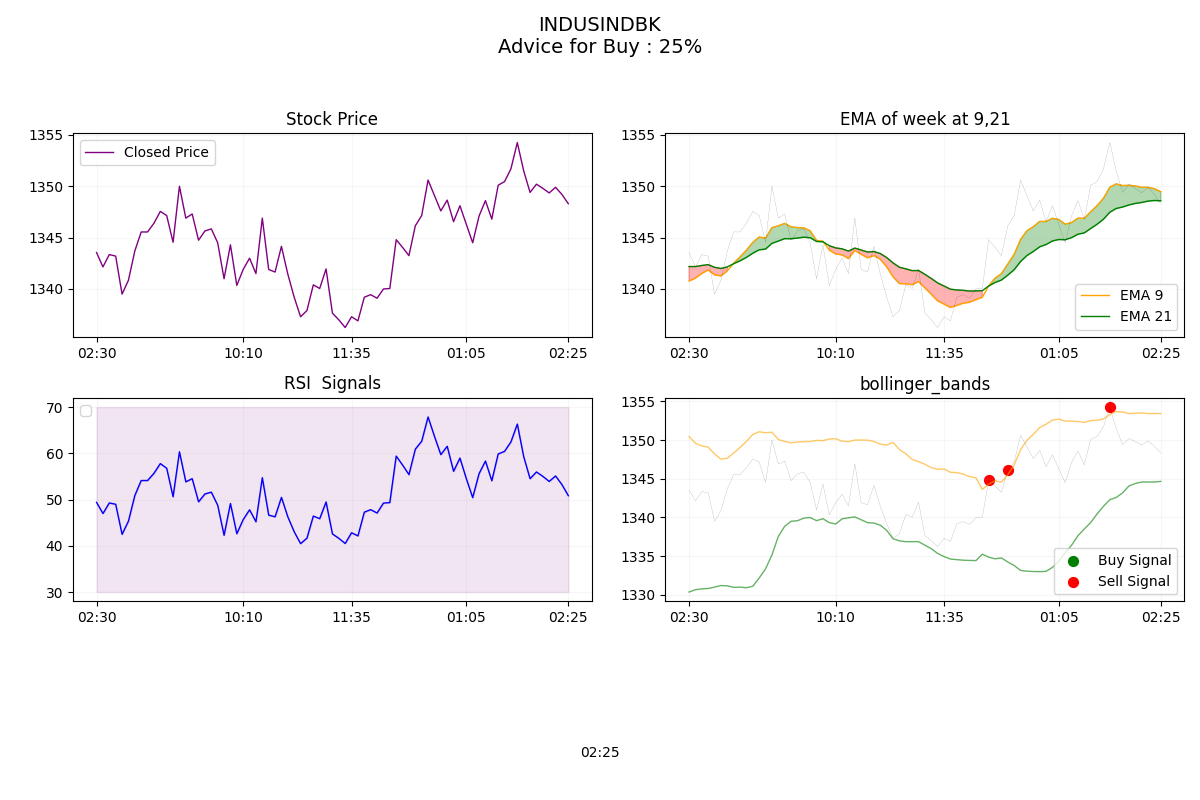 INDUSINDBK
Advice for Buy : 25%
Stock Price
1355
1350
1345
1340
Closed Price
02:30 10:10 11:35 01:05 02:25
EMA of week at 9,21
1355
1350
1345
1340
EMA 9
EMA 21
02:30 10:10 11:35 01:05 02:25
RSI  Signals
70
60
50
40
30
02:30 10:10 11:35 01:05 02:25
bollinger_bands
1355
1350
1345
1340
1335
1330
Buy Signal
Sell Signal
02:30 10:10 11:35 01:05 02:25
02:25